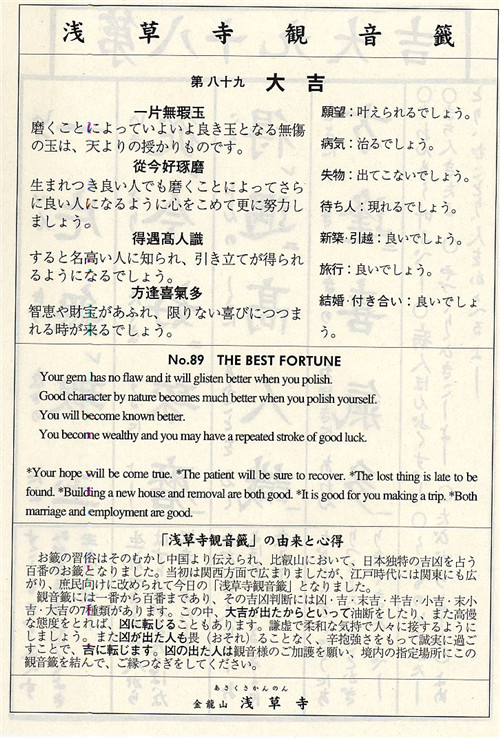 浅草寺観音籤
第八十九 大吉
一片無瑕玉
磨くことによっていよいよ良き玉となる無傷
の玉は、天よりの授かりものです。
從今好琢磨
生まれつき良い人でも磨くことによってさら
に良い人になるように心をこめて更に努力し
ましょう。
得遇髙人識
すると名高い人に知られ、引き立てが得られ
るようになるでしょう。
方逢喜氣多
智恵や財宝があふれ、限りない喜びにつつま
れる時が来るでしょう。
願望：叶えられるでしょう。
病気：治るでしょう。
失物：出てこないでしょう。
待ち人：現れるでしょう。
新築·引越：良いでしょう。
旅行：良いでしょう。
結婚·付き合い：良いでしょ
う。
No.89 THE BEST FORTUNE
Your gem has no flaw and it will glisten better when you polish.
Good character by nature becomes much better when you polish yourself.
You will become known better.
You become wealthy and you may have a repeated stroke of good luck.
*Your hope will be come true. *The patient will be sure to recover. *The lost thing is late to be
found. *Building a new house and removal are both good. *It is good for you making a trip. *Both
marriage and employment are good.
「浅草寺観音籤」の由来と心得
お籤の習俗はそのむかし中国より伝えられ、比叡山において、日本独特の吉凶を占う
百番のお籤となりました。当初は関西方面で広まりましたが、江戸時代には関東にも広
がり、庶民向けに改められて今日の「浅草寺観音籤」となりました。
観音籤には一番から百番まであり、その吉凶判断には凶·吉·末吉·半吉·小吉·末小
吉·大吉の7種類があります。この中、大吉が出たからといって油断をしたり、また高慢
な態度をとれば、凶に転じることもあります。謙虚で柔和な気持で人々に接するように
しましょう。また凶が出た人も畏（おそれ）ることなく、辛抱強さをもって誠実に過ご
すことで、吉に転じます。凶の出た人は観音様のご加護を願い、境内の指定場所にこの
観音籤を結んで、ご縁つなぎをしてください。
あさくさかんのん
金龍山 浅草寺